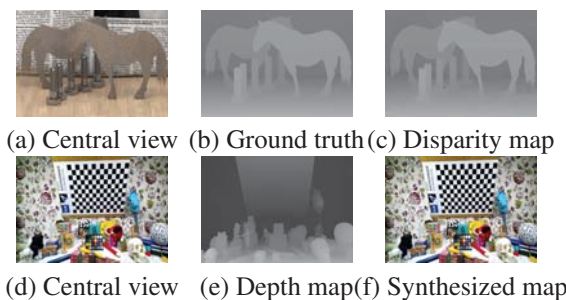 (a) Central view (b) Ground truth (c) Disparity map
(d) Central view (e) Depth map (f) Synthesized map